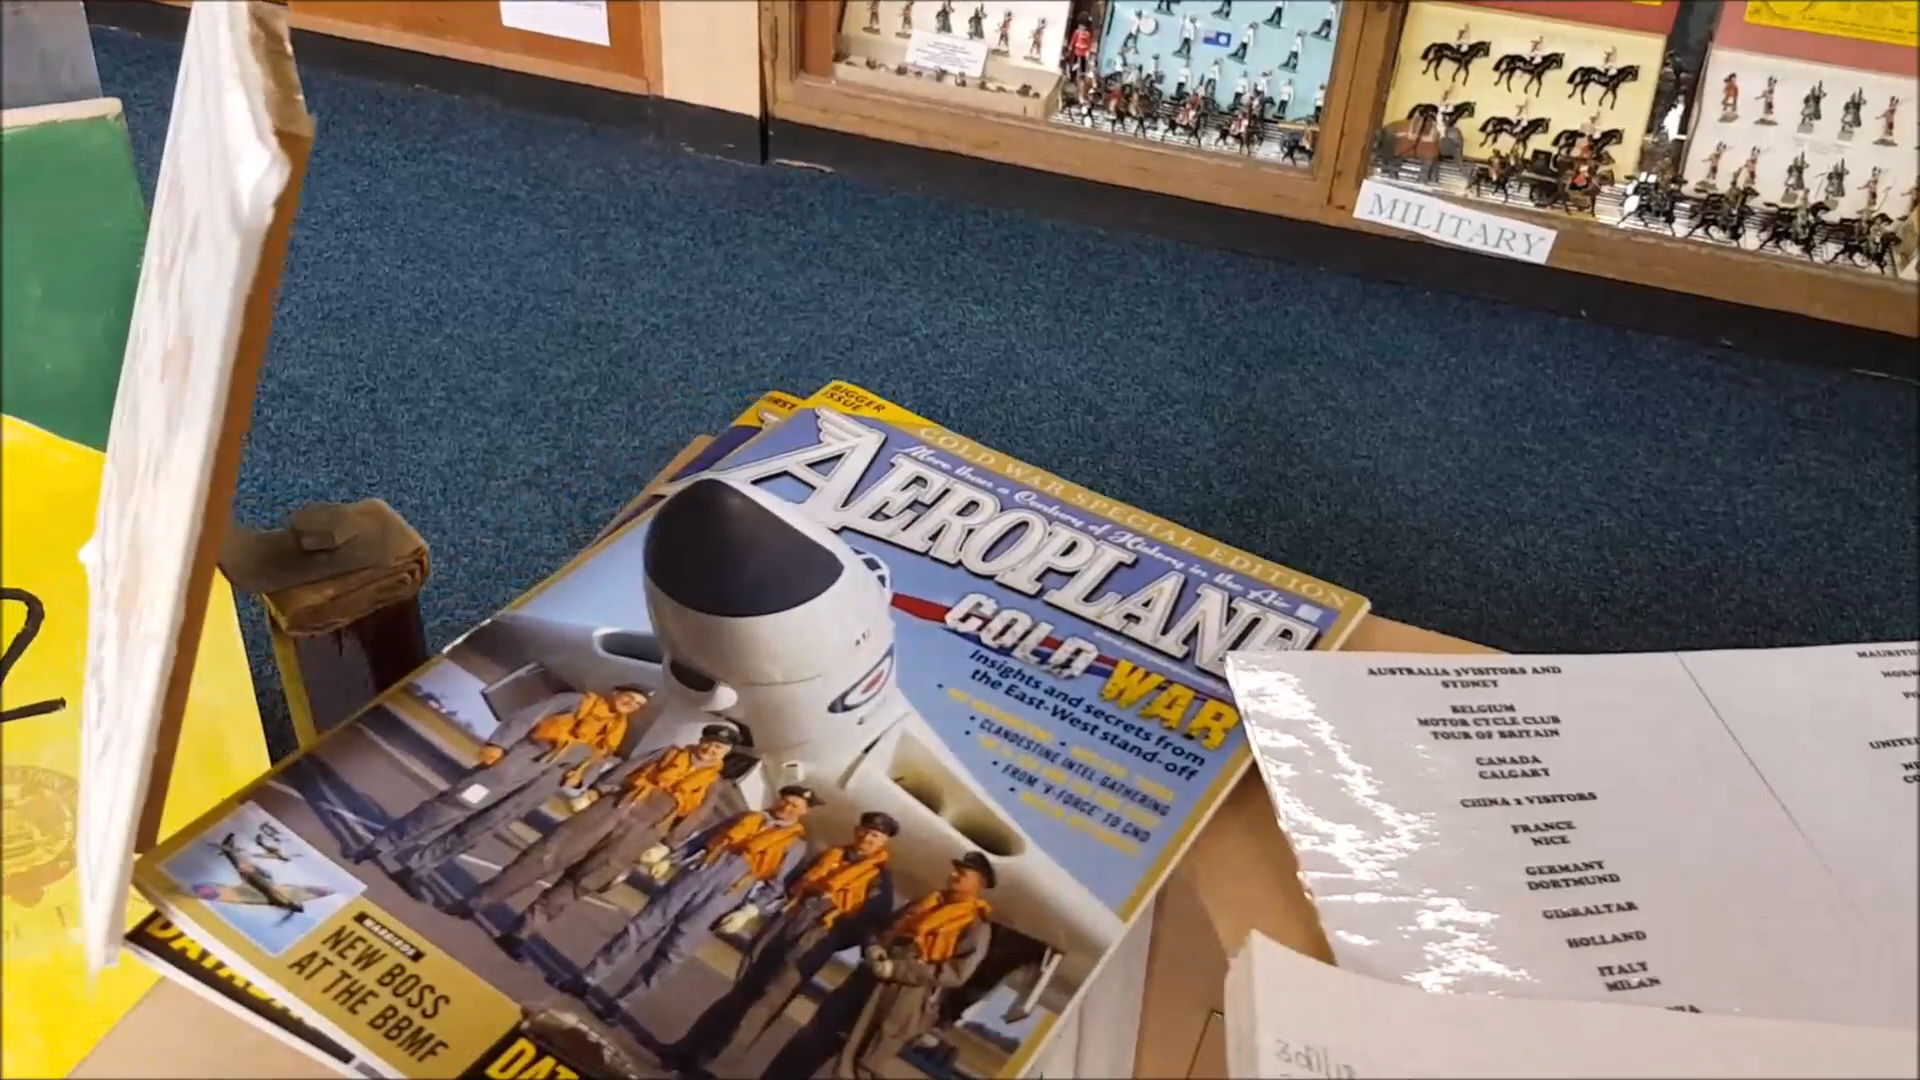 MILITARY
BIGGER
ISSUE
FIRST
COLD WAR SPECIAL EDITION
More than a Century of History in the Air
AEROPLANE
COLD WAR
Insights and secrets from
the East-West stand-off
• CLANDESTINE INTEL-GATHERING
• FROM 'V-FORCE' TO CND
WARBIRDS
NEW BOSS
AT THE BBMF
2
AUSTRALIA 3VISITORS AND
SYDNEY
BELGIUM
MOTOR CYCLE CLUB
TOUR OF BRITAIN
CANADA
CALGARY
CHINA 2 VISITORS
FRANCE
NICE
GERMANY
DORTMUND
GIBRALTAR
HOLLAND
ITALY
MILAN